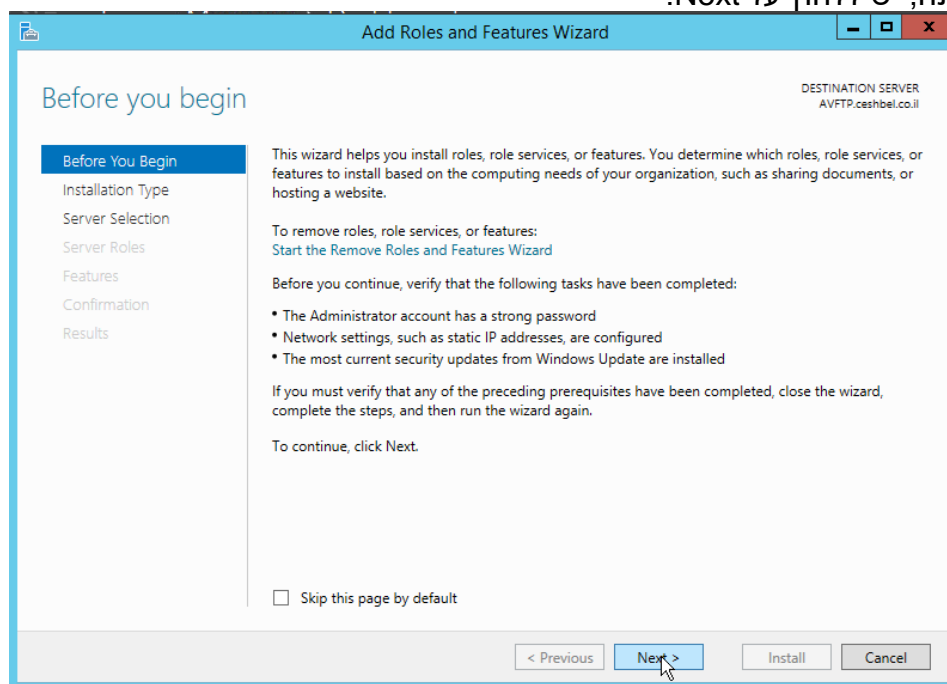 יש ללחוץ על Next.
Add Roles and Features Wizard
Before you begin
DESTINATION SERVER
AVFTP.ceshbel.co.il
Before You Begin
Installation Type
Server Selection
Server Roles
Features
Confirmation
Results
This wizard helps you install roles, role services, or features. You determine which roles, role services, or
features to install based on the computing needs of your organization, such as sharing documents, or
hosting a website.
To remove roles, role services, or features:
Start the Remove Roles and Features Wizard
Before you continue, verify that the following tasks have been completed:
• The Administrator account has a strong password
• Network settings, such as static IP addresses, are configured
• The most current security updates from Windows Update are installed
If you must verify that any of the preceding prerequisites have been completed, close the wizard,
complete the steps, and then run the wizard again.
To continue, click Next.
Skip this page by default
< Previous
Next >
Install
Cancel